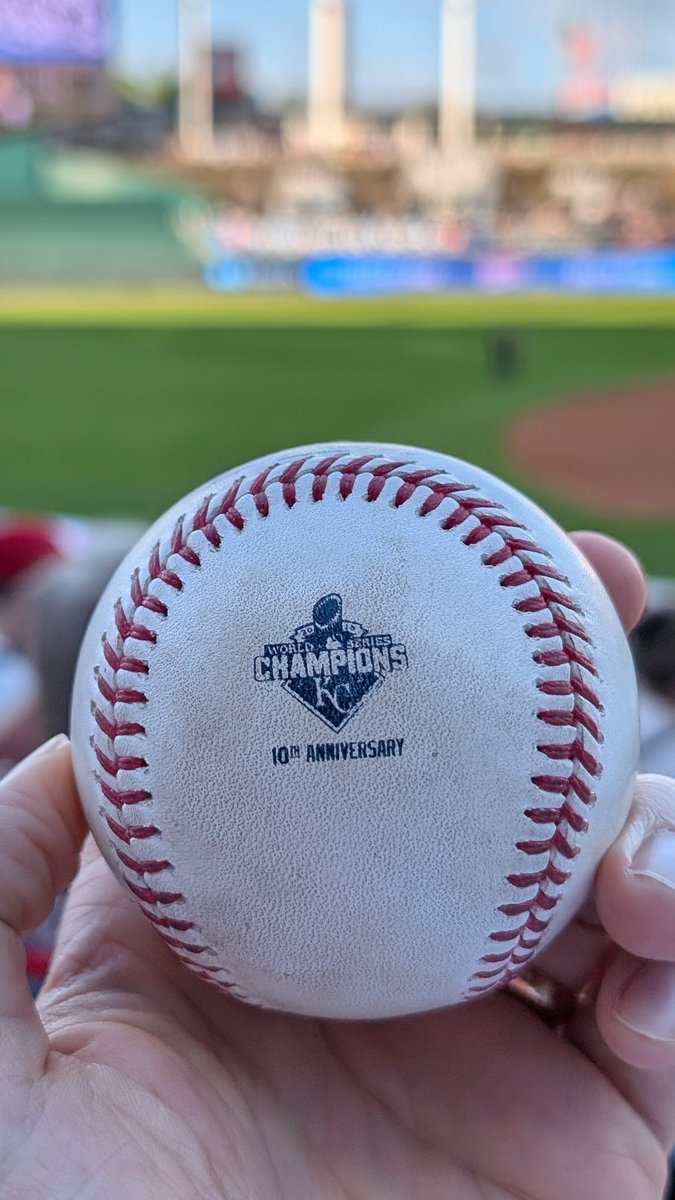 WORLD SERIES
CHAMPIONS
KC
10TH ANNIVERSARY